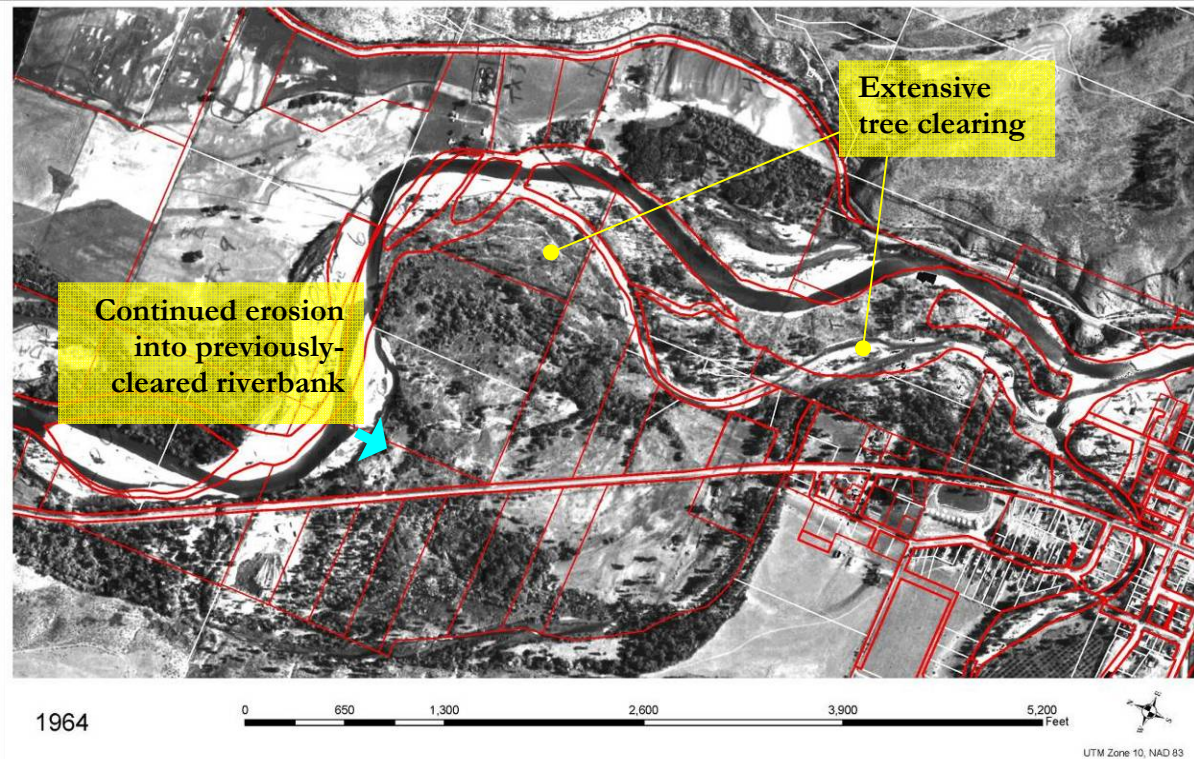 Extensive
tree clearing
Continued erosion
into previously-
cleared riverbank
1964
0 650 1,300 2,600 3,900 5,200
Feet
N E S W
UTM Zone 10, NAD 83